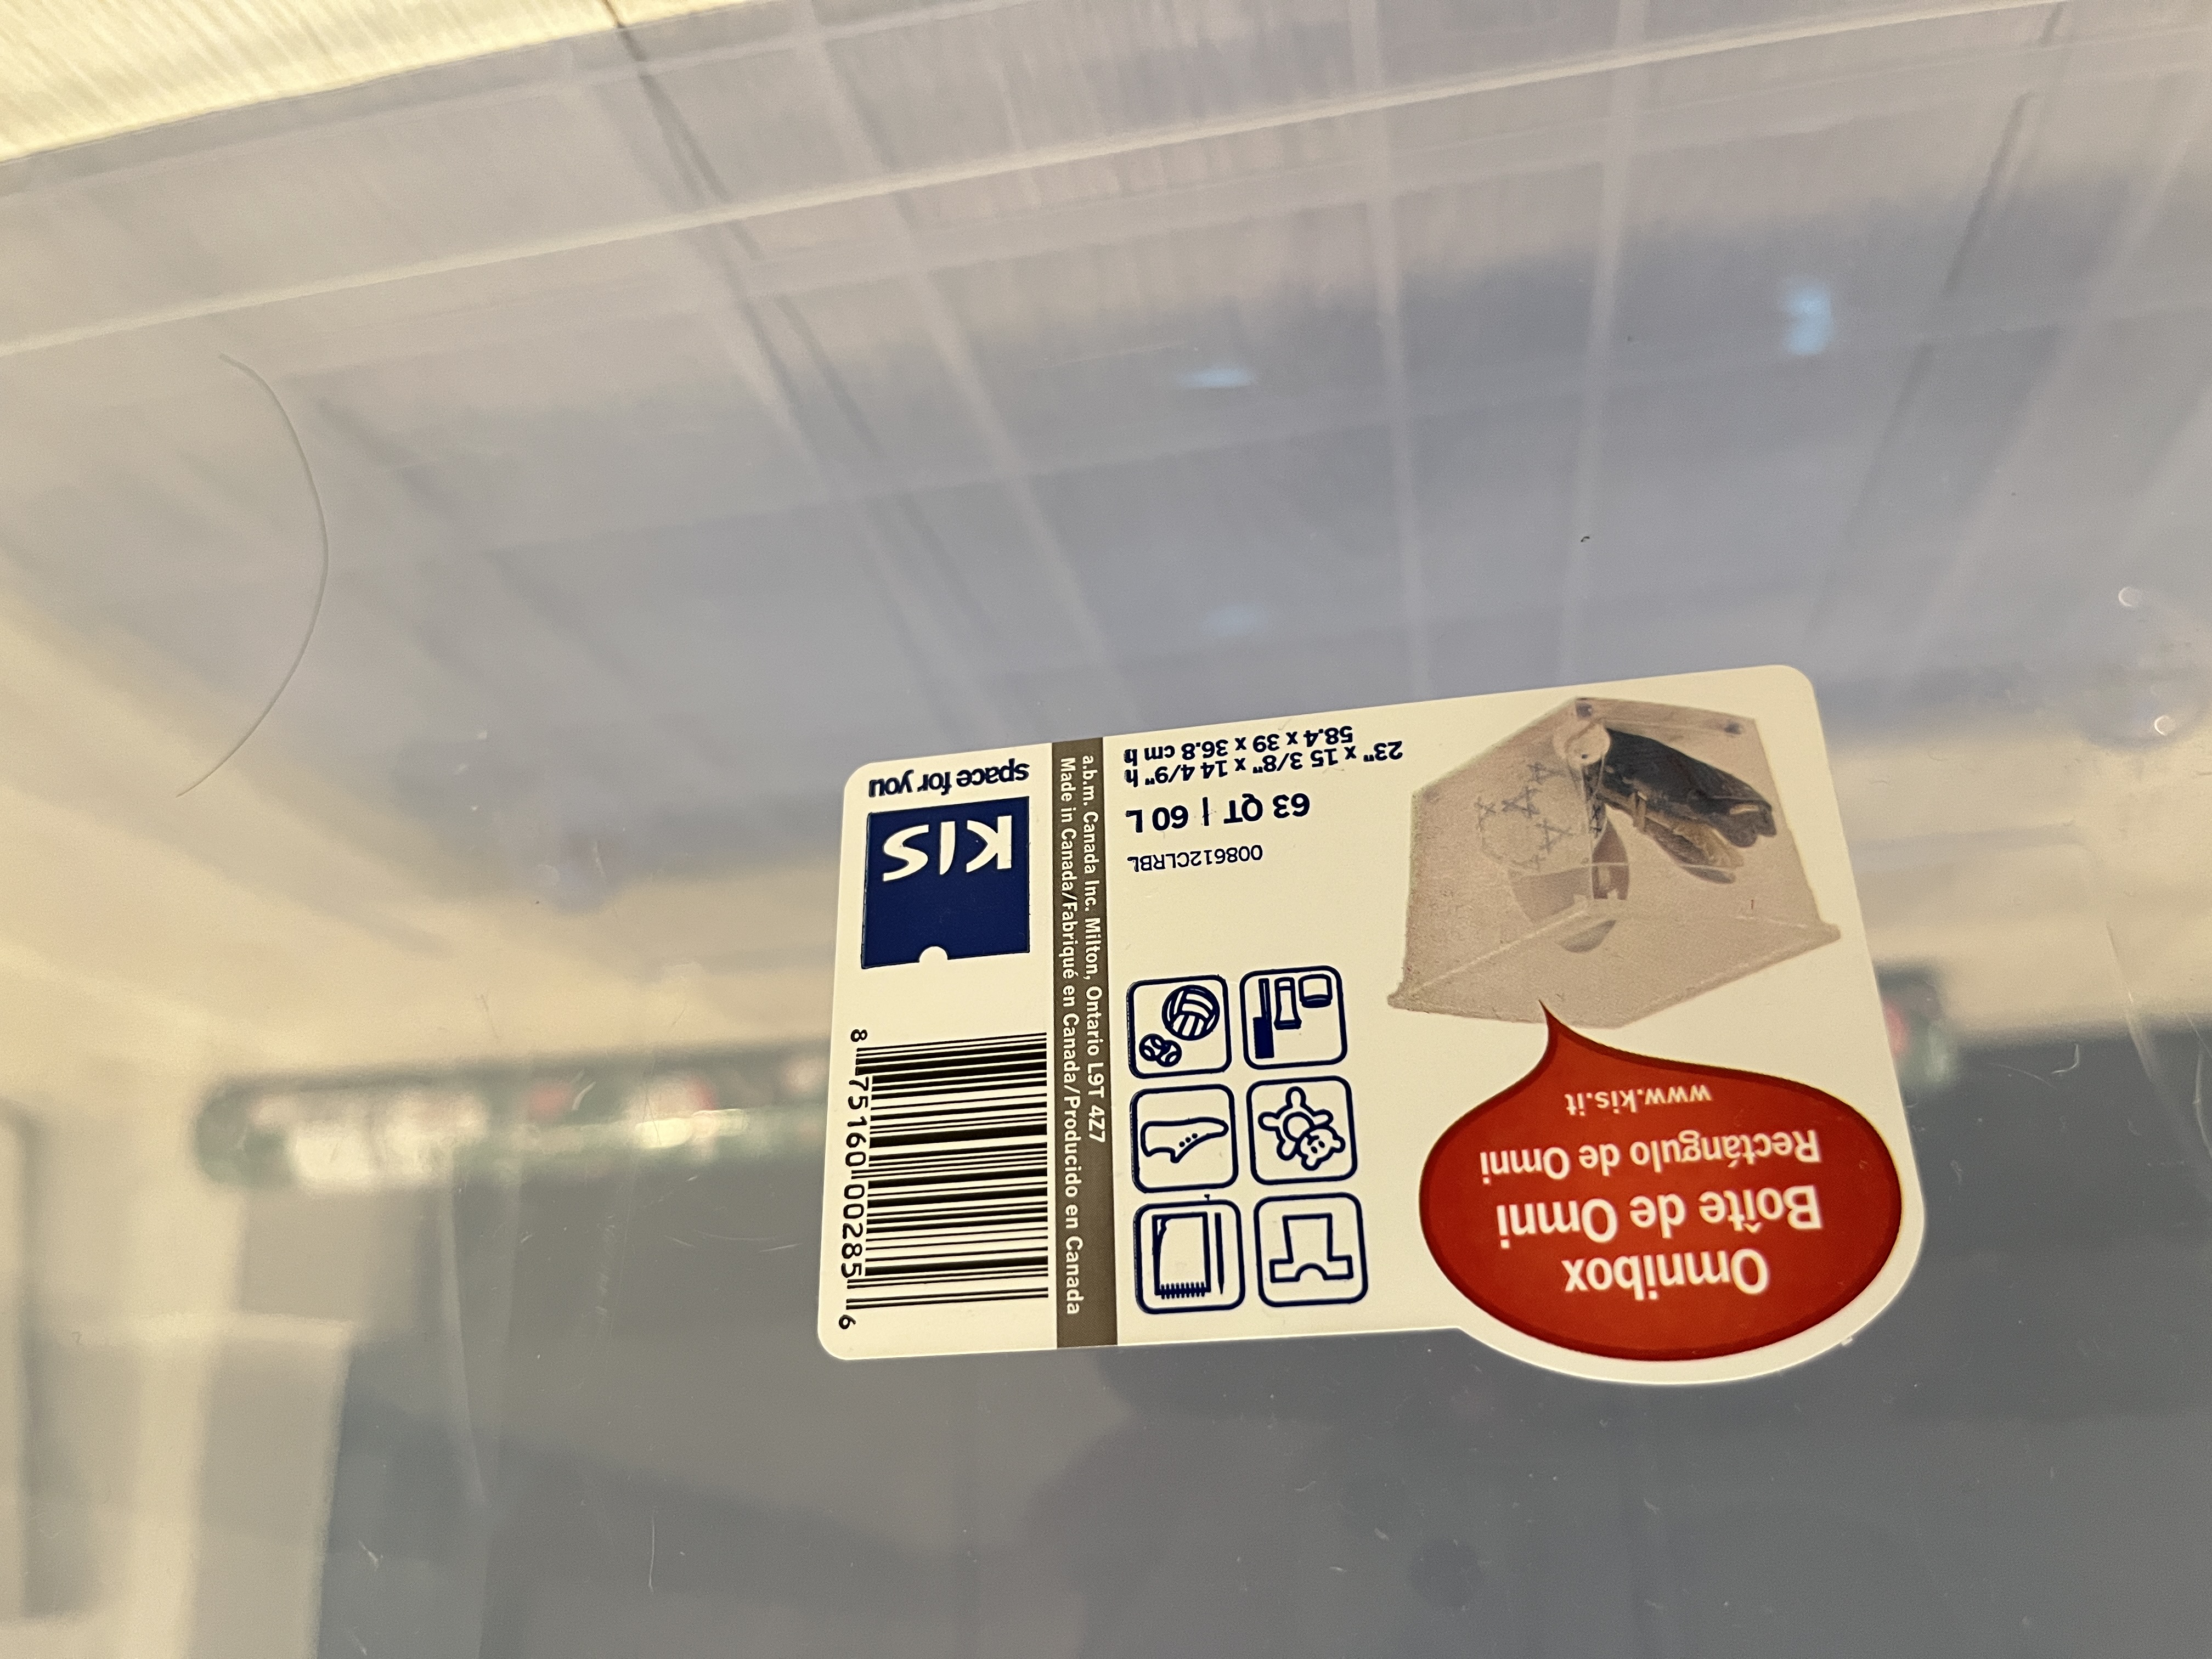 Omnibox
Boîte de Omni
Rectángulo de Omni
www.kis.it
008612CLRBL
63 QT | 60 L
23" x 15 3/8" x 14 4/9" h
58.4 x 39 x 36.8 cm h
a.b.m. Canada Inc. Milton, Ontario L9T 4Z7
Made in Canada/Fabriqué en Canada/Producido en Canada
8 75160 00285 6
KIS
space for you